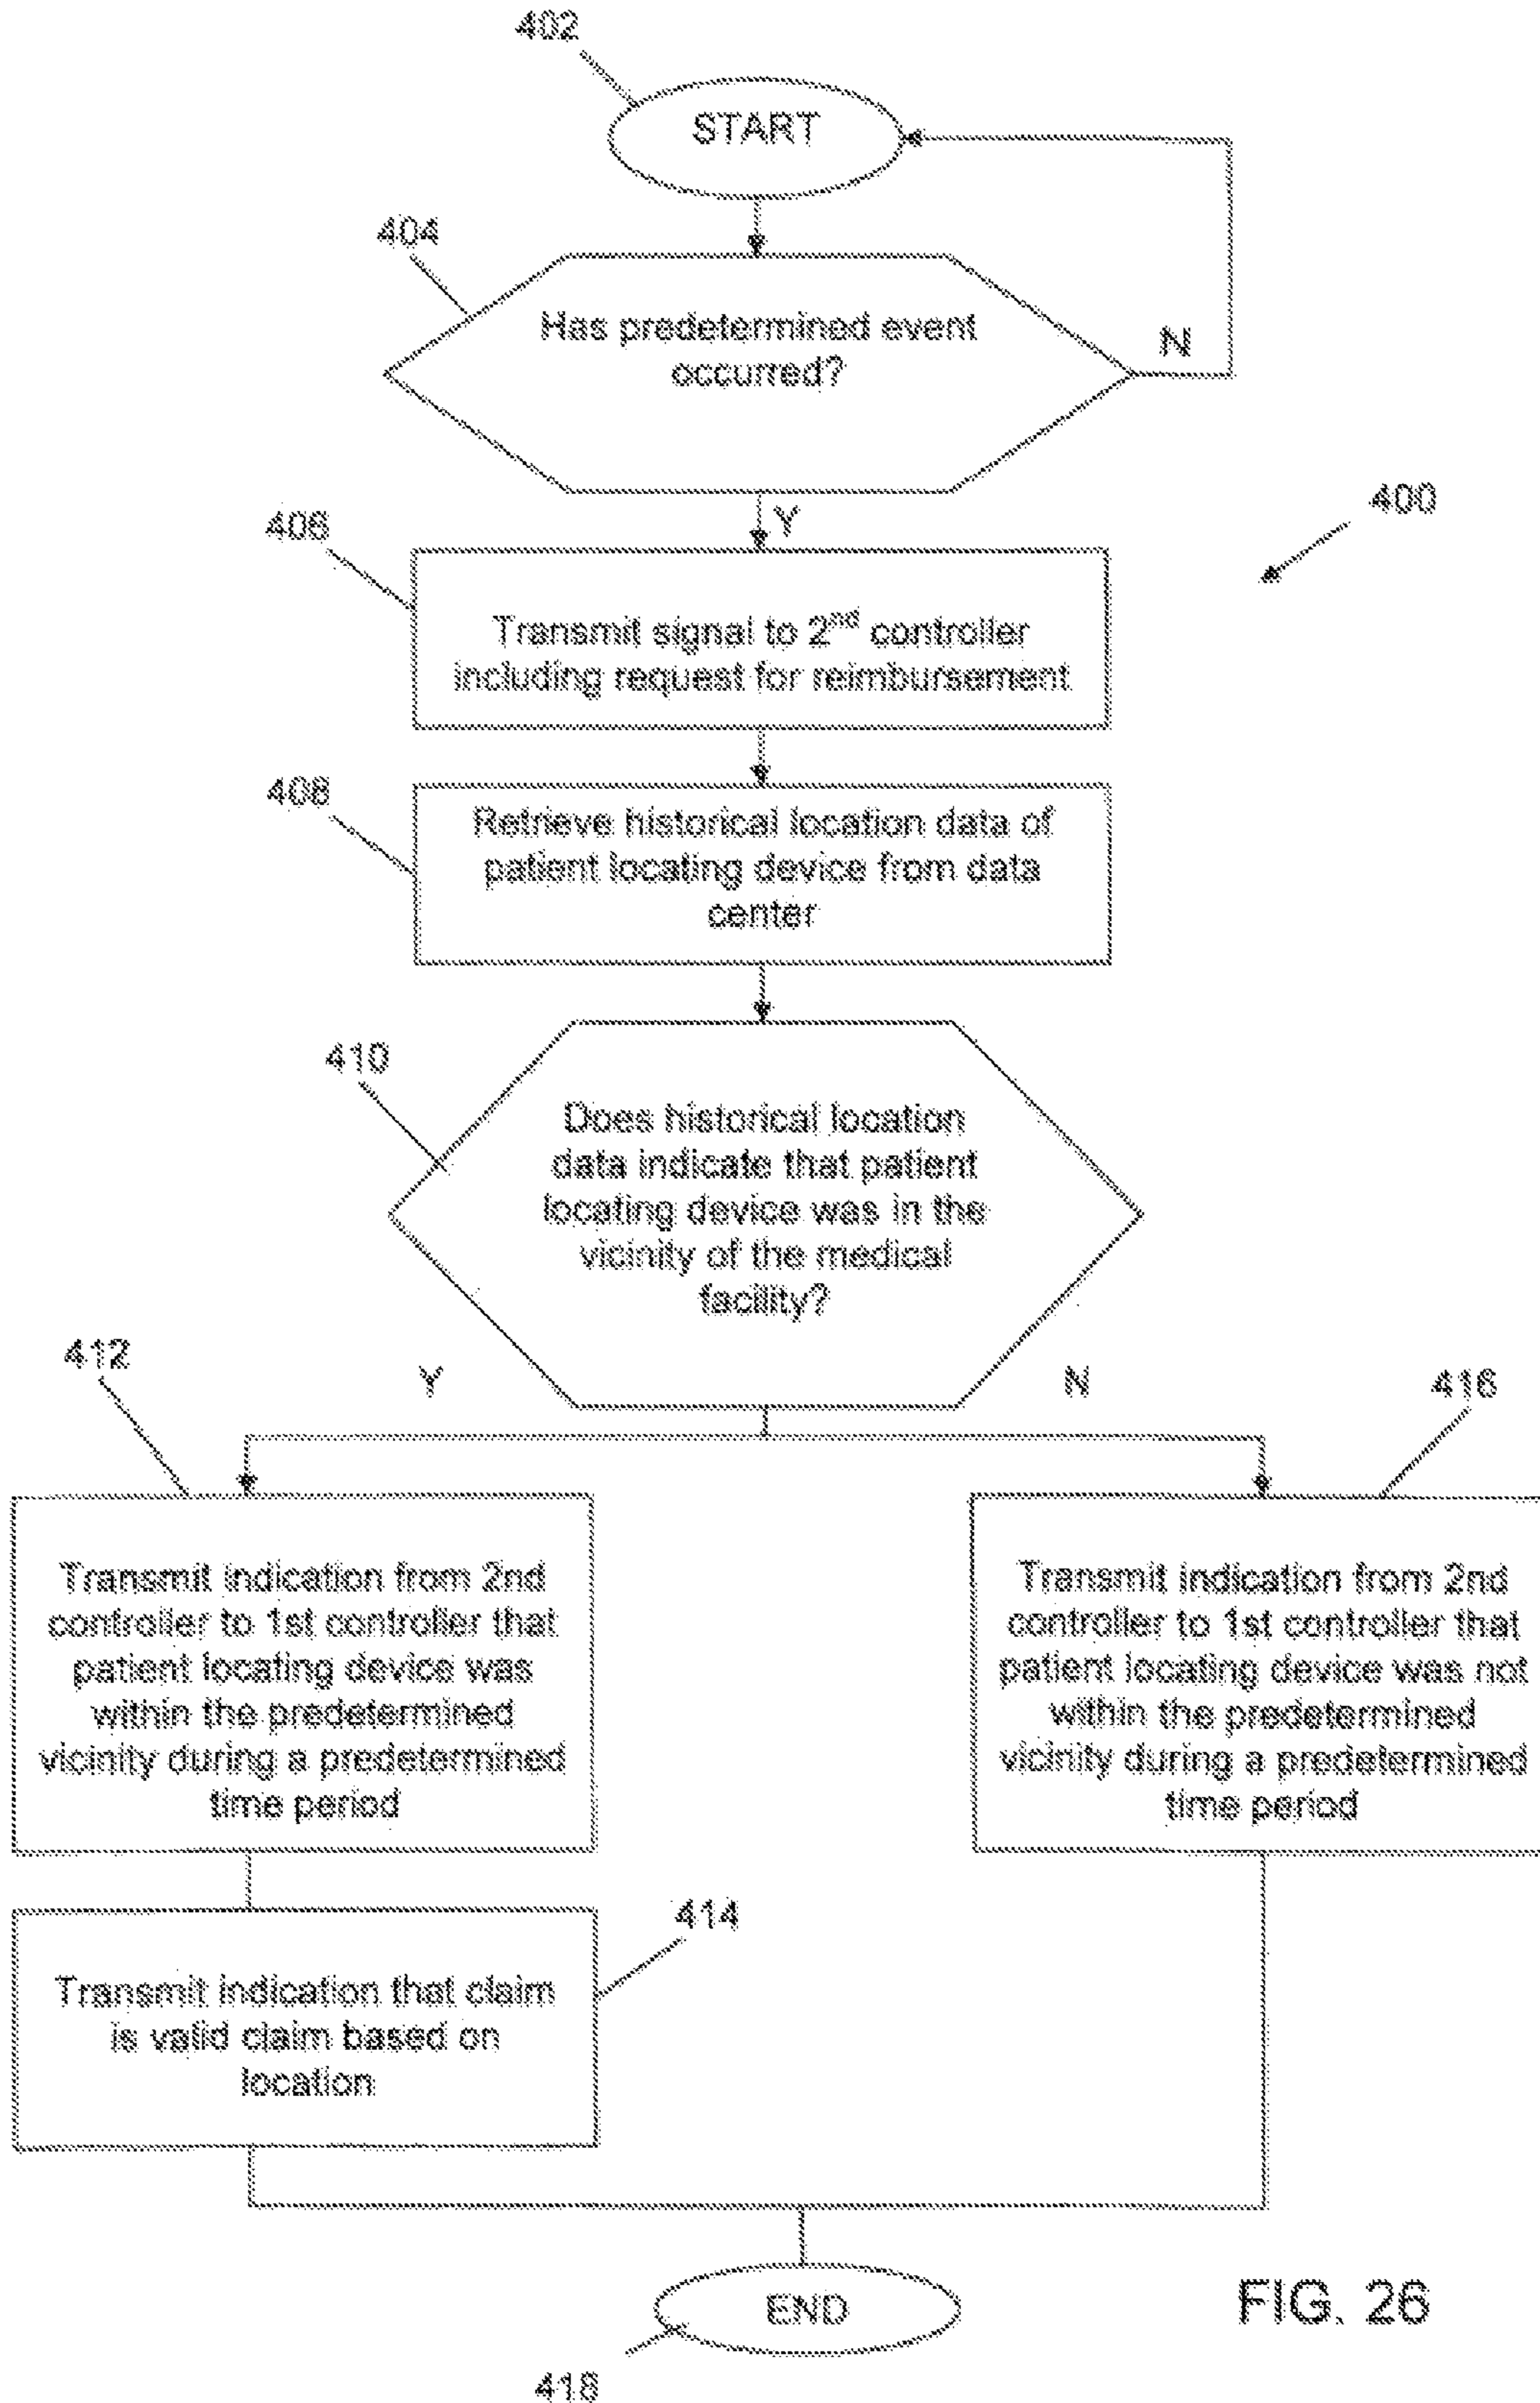 402
START
404
Has predetermined event
occurred?
N
Y
400
406
Transmit signal to 2nd controller
including request for reimbursement
408
Retrieve historical location data of
patient locating device from data
center
410
Does historical location
data indicate that patient
locating device was in the
vicinity of the medical
facility?
412
Y
N
416
Transmit indication from 2nd
controller to 1st controller that
patient locating device was
within the predetermined
vicinity during a predetermined
time period
Transmit indication from 2nd
controller to 1st controller that
patient locating device was not
within the predetermined
vicinity during a predetermined
time period
414
Transmit indication that claim
is valid claim based on
location
END
418
FIG. 26